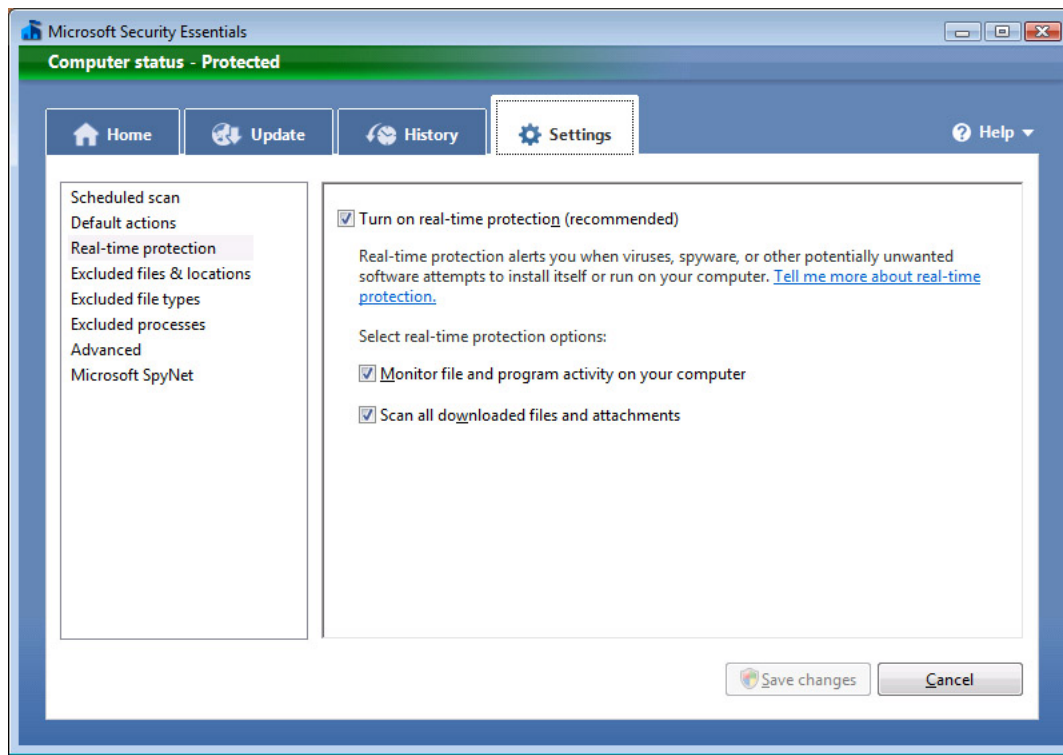 Microsoft Security Essentials
Computer status - Protected
Home
Update
History
Settings
Help
Scheduled scan
Default actions
Real-time protection
Excluded files & locations
Excluded file types
Excluded processes
Advanced
Microsoft SpyNet
Turn on real-time protection (recommended)
Real-time protection alerts you when viruses, spyware, or other potentially unwanted
software attempts to install itself or run on your computer. Tell me more about real-time
protection.
Select real-time protection options:
Monitor file and program activity on your computer
Scan all downloaded files and attachments
Save changes
Cancel